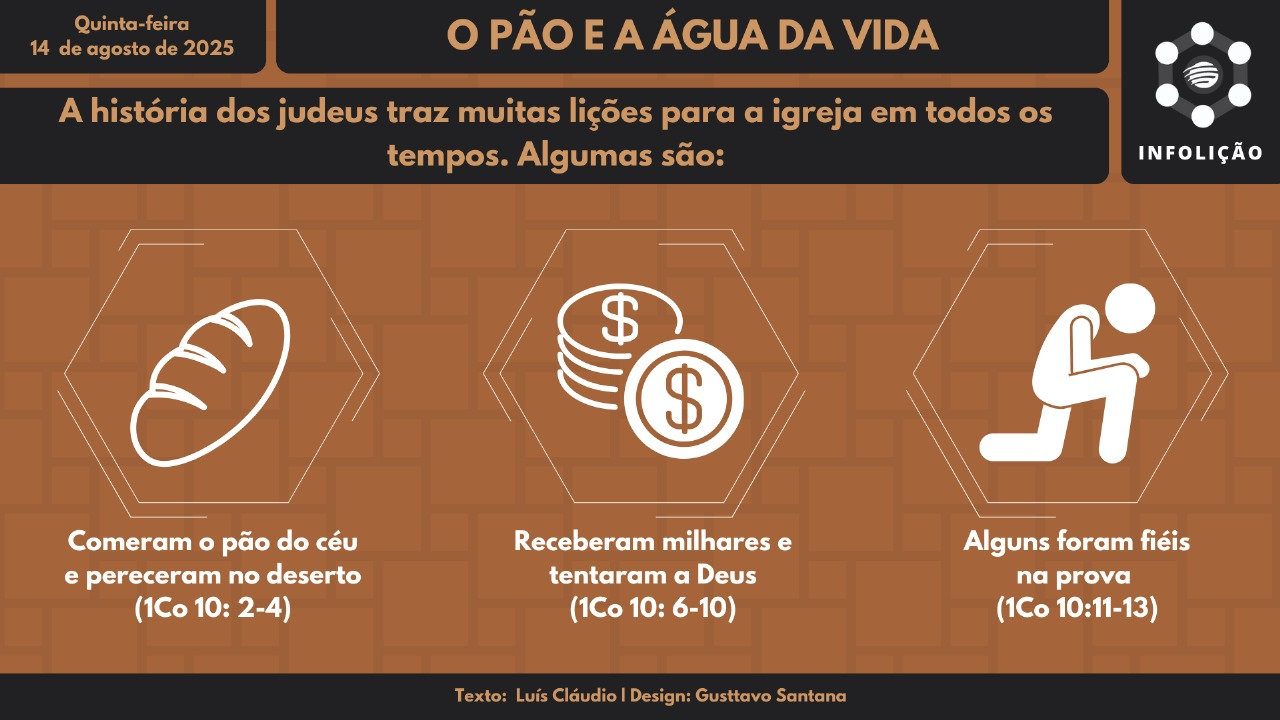 Quinta-feira
14 de agosto de 2025
O PÃO E A ÁGUA DA VIDA
A história dos judeus traz muitas lições para a igreja em todos os
tempos. Algumas são:
INFOLIÇÃO
Comeram o pão do céu
e pereceram no deserto
(1Co 10: 2-4)
Receberam milhares e
tentaram a Deus
(1Co 10: 6-10)
Alguns foram fiéis
na prova
(1Co 10:11-13)
Texto: Luís Cláudio | Design: Gusttavo Santana